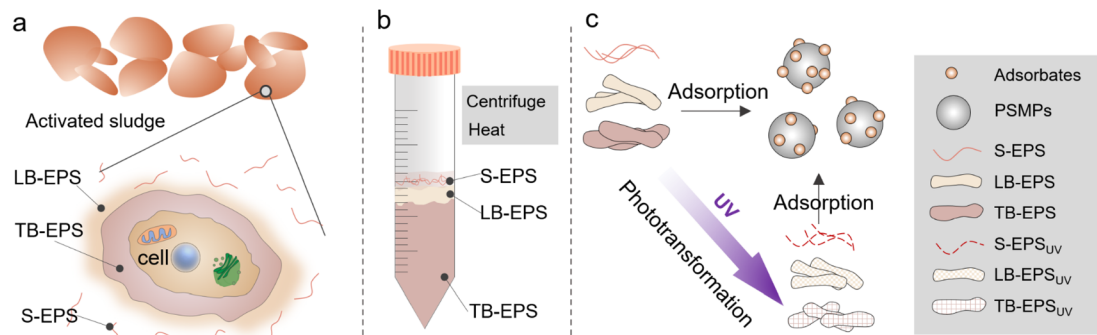 a
Activated sludge
LB-EPS
TB-EPS
cell
S-EPS
b
Centrifuge
Heat
S-EPS
LB-EPS
TB-EPS
c
Adsorption
UV
Phototransformation
Adsorption
Adsorbates
PSMPs
S-EPS
LB-EPS
TB-EPS
S-EPSUV
LB-EPSUV
TB-EPSUV